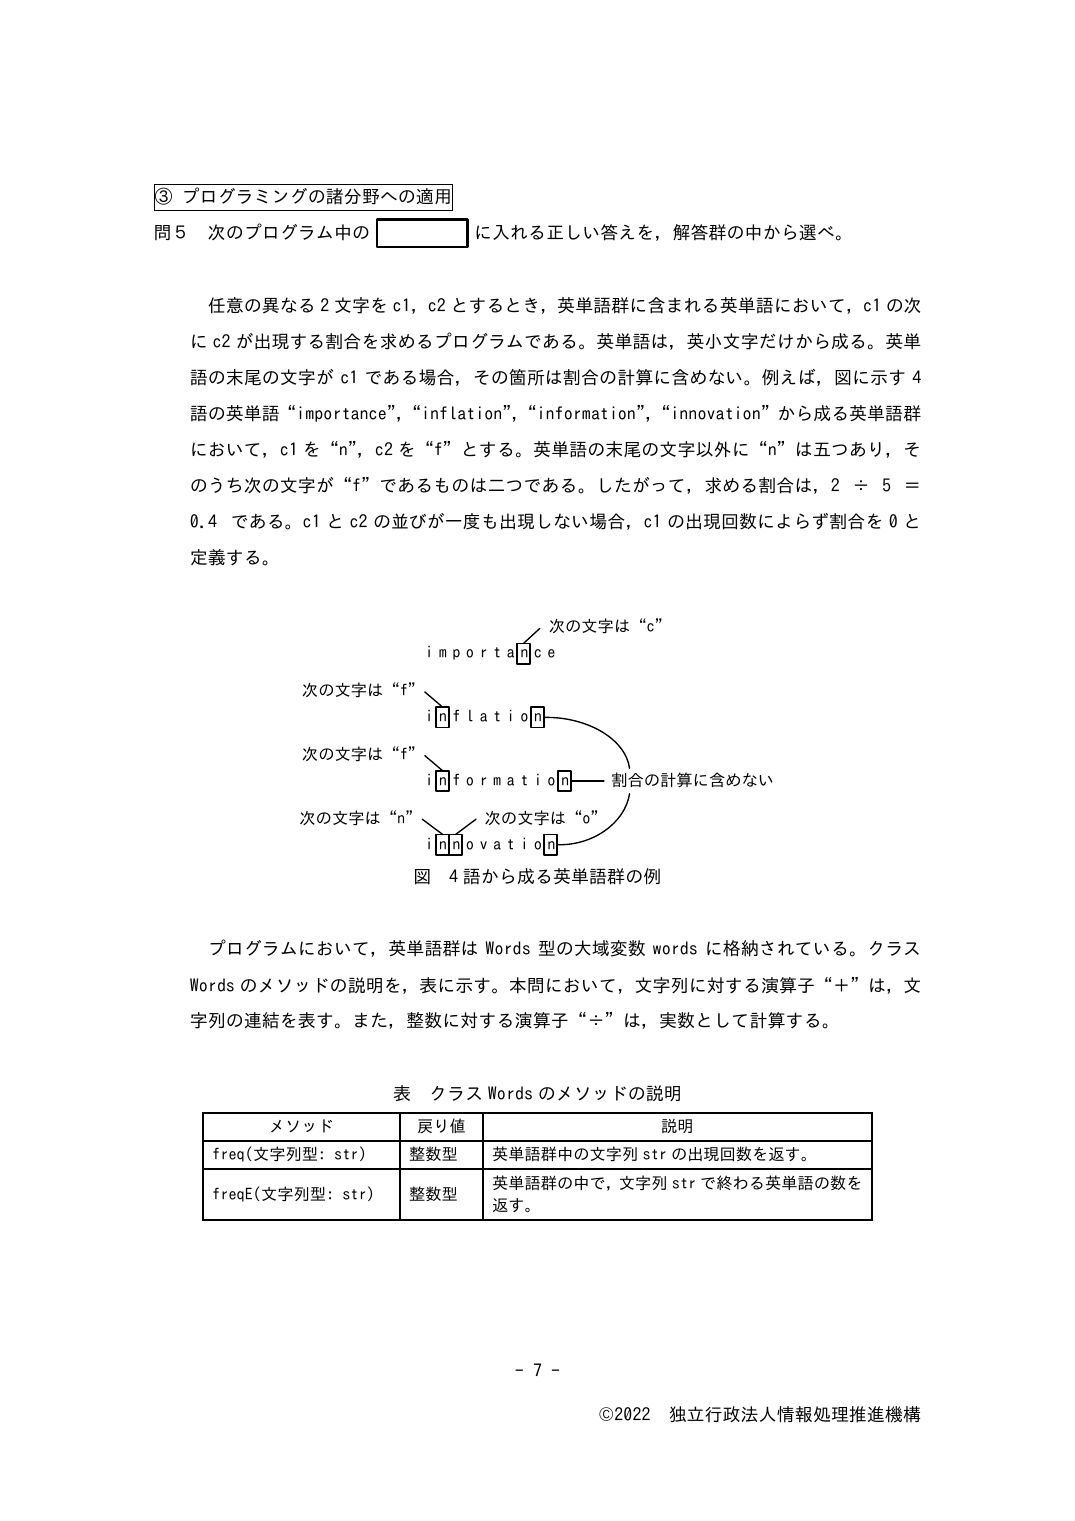 ③ プログラミングの諸分野への適用
問５　次のプログラム中の　　　　　に入れる正しい答えを，解答群の中から選べ。
任意の異なる 2 文字を c1，c2 とするとき，英単語群に含まれる英単語において，c1 の次
に c2 が出現する割合を求めるプログラムである。英単語は，英小文字だけから成る。英単
語の末尾の文字が c1 である場合，その箇所は割合の計算に含めない。例えば，図に示す 4
語の英単語“importance”，“inflation”，“information”，“innovation”から成る英単語群
において，c1 を“n”，c2 を“f”とする。英単語の末尾の文字以外に“n”は五つあり，そ
のうち次の文字が“f”であるものは二つである。したがって，求める割合は，2 ÷ 5 ＝
0.4 である。c1 と c2 の並びが一度も出現しない場合，c1 の出現回数によらず割合を 0 と
定義する。
次の文字は“c”
importance
次の文字は“f”
inflation
次の文字は“f”
information 割合の計算に含めない
次の文字は“n” 次の文字は“o”
innovation
図　4 語から成る英単語群の例
プログラムにおいて，英単語群は Words 型の大域変数 words に格納されている。クラス
Words のメソッドの説明を，表に示す。本問において，文字列に対する演算子“＋”は，文
字列の連結を表す。また，整数に対する演算子“÷”は，実数として計算する。
表　クラス Words のメソッドの説明
メソッド 戻り値 説明
freq(文字列型: str) 整数型 英単語群中の文字列 str の出現回数を返す。
freqE(文字列型: str) 整数型 英単語群の中で，文字列 str で終わる英単語の数を
返す。
- 7 -
©2022　独立行政法人情報処理推進機構